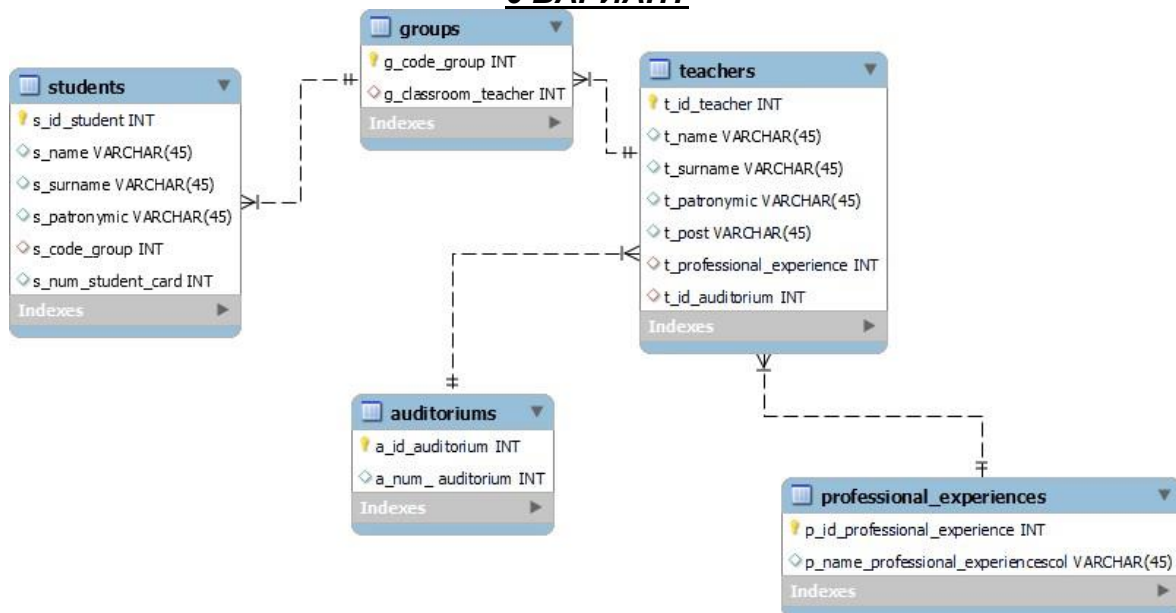 groups
g_code_group INT
g_classroom_teacher INT
Indexes
students
s_id_student INT
s_name VARCHAR(45)
s_surname VARCHAR(45)
s_patronymic VARCHAR(45)
s_code_group INT
s_num_student_card INT
Indexes
teachers
t_id_teacher INT
t_name VARCHAR(45)
t_surname VARCHAR(45)
t_patronymic VARCHAR(45)
t_post VARCHAR(45)
t_professional_experience INT
t_id_auditorium INT
Indexes
auditoriums
a_id_auditorium INT
a_num_ auditorium INT
Indexes
professional_experiences
p_id_professional_experience INT
p_name_professional_experiencescol VARCHAR(45)
Indexes